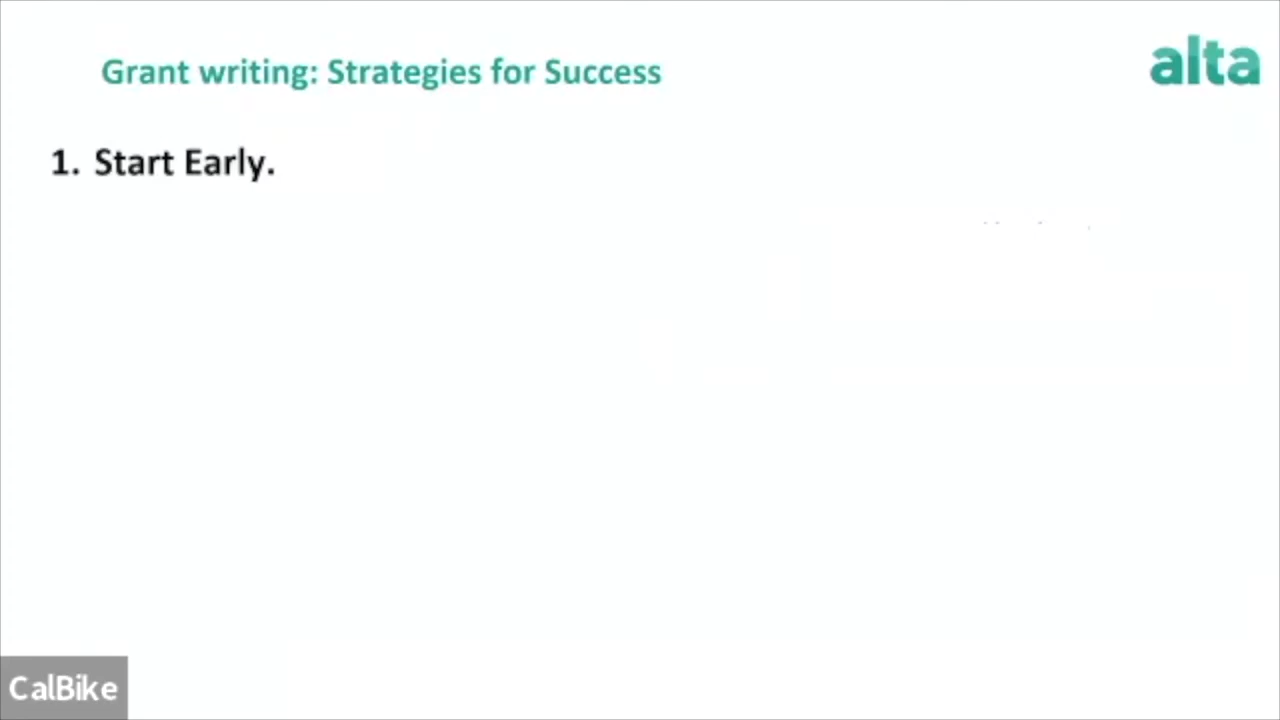 Grant writing: Strategies for Success
alta
1. Start Early.
CalBike